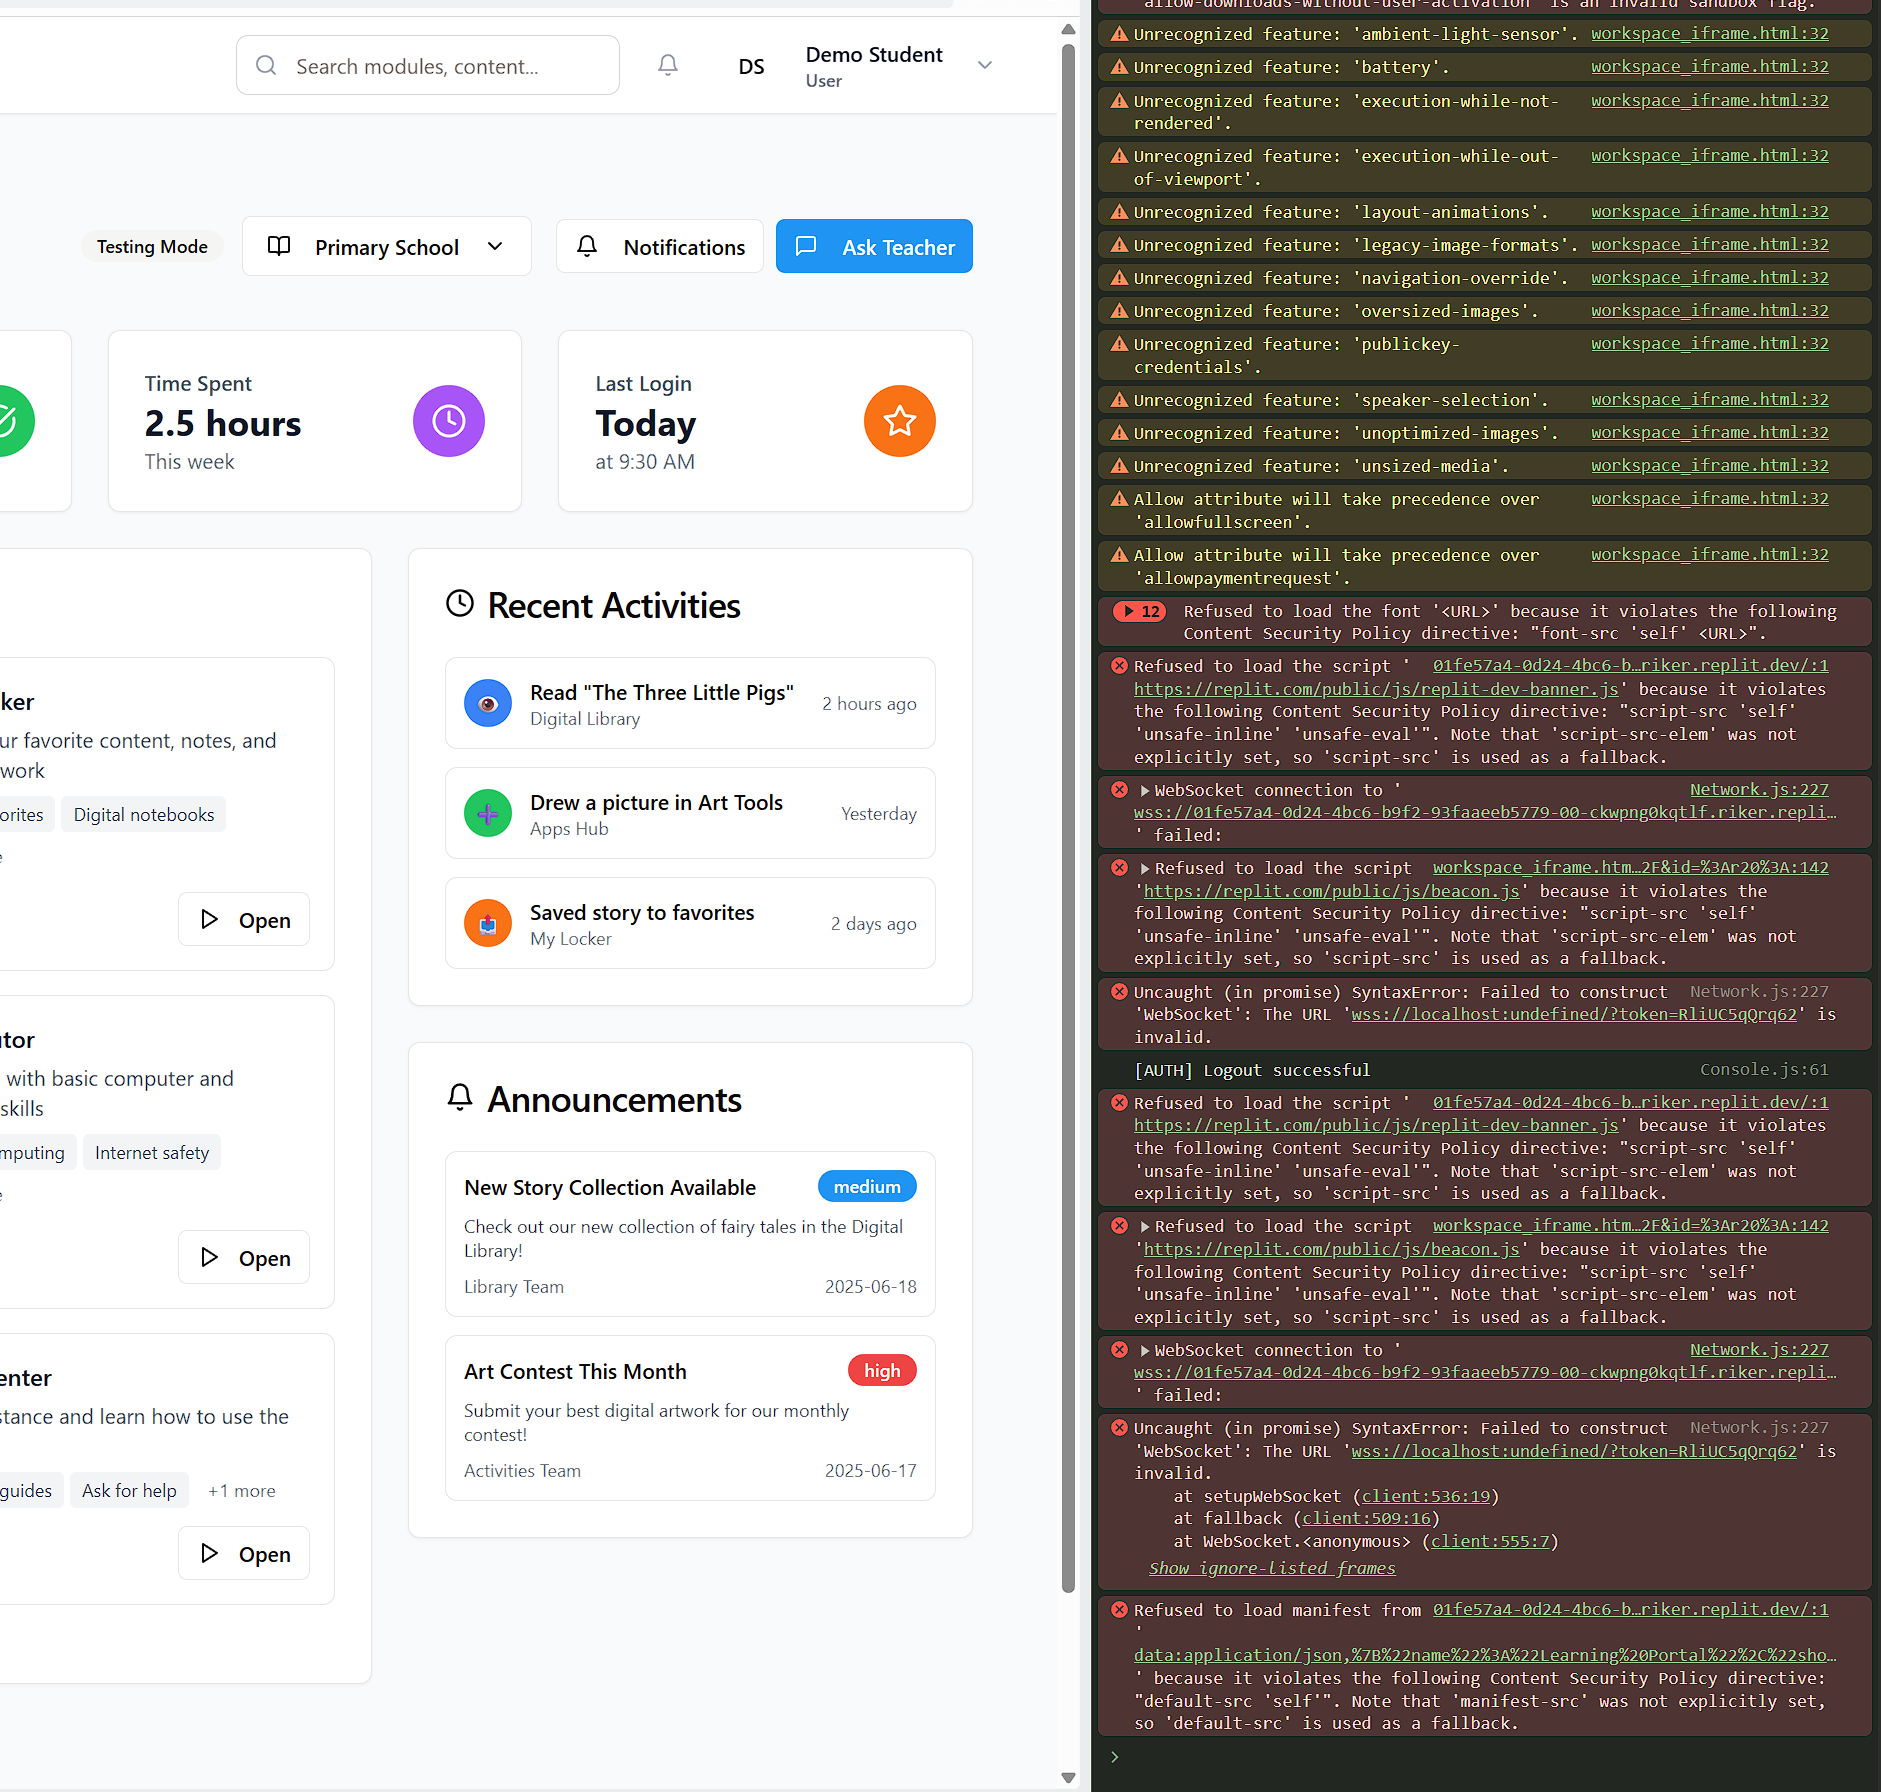 Search modules, content...
DS
Demo Student
User
Testing Mode
Primary School
Notifications
Ask Teacher
Time Spent
2.5 hours
This week
Last Login
Today
at 9:30 AM
ker
ur favorite content, notes, and
work
orites
Digital notebooks
Open
tor
with basic computer and
skills
mputing
Internet safety
Open
enter
stance and learn how to use the
guides
Ask for help
+1 more
Open
Recent Activities
Read "The Three Little Pigs"
Digital Library
2 hours ago
Drew a picture in Art Tools
Apps Hub
Yesterday
Saved story to favorites
My Locker
2 days ago
Announcements
New Story Collection Available
medium
Check out our new collection of fairy tales in the Digital
Library!
Library Team
2025-06-18
Art Contest This Month
high
Submit your best digital artwork for our monthly
contest!
Activities Team
2025-06-17
'allow-downloads-without-user-activation' is an invalid sandbox flag.
Unrecognized feature: 'ambient-light-sensor'. workspace_iframe.html:32
Unrecognized feature: 'battery'. workspace_iframe.html:32
Unrecognized feature: 'execution-while-not- workspace_iframe.html:32
rendered'.
Unrecognized feature: 'execution-while-out- workspace_iframe.html:32
of-viewport'.
Unrecognized feature: 'layout-animations'. workspace_iframe.html:32
Unrecognized feature: 'legacy-image-formats'. workspace_iframe.html:32
Unrecognized feature: 'navigation-override'. workspace_iframe.html:32
Unrecognized feature: 'oversized-images'. workspace_iframe.html:32
Unrecognized feature: 'publickey- workspace_iframe.html:32
credentials'.
Unrecognized feature: 'speaker-selection'. workspace_iframe.html:32
Unrecognized feature: 'unoptimized-images'. workspace_iframe.html:32
Unrecognized feature: 'unsized-media'. workspace_iframe.html:32
Allow attribute will take precedence over workspace_iframe.html:32
'allowfullscreen'.
Allow attribute will take precedence over workspace_iframe.html:32
'allowpaymentrequest'.
12 Refused to load the font '<URL>' because it violates the following
Content Security Policy directive: "font-src 'self' <URL>".
Refused to load the script ' 01fe57a4-0d24-4bc6-b…riker.replit.dev/:1
https://replit.com/public/js/replit-dev-banner.js' because it violates
the following Content Security Policy directive: "script-src 'self'
'unsafe-inline' 'unsafe-eval'". Note that 'script-src-elem' was not
explicitly set, so 'script-src' is used as a fallback.
WebSocket connection to ' Network.js:227
wss://01fe57a4-0d24-4bc6-b9f2-93faaeeb5779-00-ckwpng0kqtlf.riker.repli…
' failed:
Refused to load the script workspace_iframe.htm…2F&id=%3Ar20%3A:142
'https://replit.com/public/js/beacon.js' because it violates the
following Content Security Policy directive: "script-src 'self'
'unsafe-inline' 'unsafe-eval'". Note that 'script-src-elem' was not
explicitly set, so 'script-src' is used as a fallback.
Uncaught (in promise) SyntaxError: Failed to construct Network.js:227
'WebSocket': The URL 'wss://localhost:undefined/?token=RliUC5qQrq62' is
invalid.
[AUTH] Logout successful Console.js:61
Refused to load the script ' 01fe57a4-0d24-4bc6-b…riker.replit.dev/:1
https://replit.com/public/js/replit-dev-banner.js' because it violates
the following Content Security Policy directive: "script-src 'self'
'unsafe-inline' 'unsafe-eval'". Note that 'script-src-elem' was not
explicitly set, so 'script-src' is used as a fallback.
Refused to load the script workspace_iframe.htm…2F&id=%3Ar20%3A:142
'https://replit.com/public/js/beacon.js' because it violates the
following Content Security Policy directive: "script-src 'self'
'unsafe-inline' 'unsafe-eval'". Note that 'script-src-elem' was not
explicitly set, so 'script-src' is used as a fallback.
WebSocket connection to ' Network.js:227
wss://01fe57a4-0d24-4bc6-b9f2-93faaeeb5779-00-ckwpng0kqtlf.riker.repli…
' failed:
Uncaught (in promise) SyntaxError: Failed to construct Network.js:227
'WebSocket': The URL 'wss://localhost:undefined/?token=RliUC5qQrq62' is
invalid.
at setupWebSocket (client:536:19)
at fallback (client:509:16)
at WebSocket.<anonymous> (client:555:7)
Show ignore-listed frames
Refused to load manifest from 01fe57a4-0d24-4bc6-b…riker.replit.dev/:1
'
data:application/json,%7B%22name%22%3A%22Learning%20Portal%22%2C%22sho…
' because it violates the following Content Security Policy directive:
"default-src 'self'". Note that 'manifest-src' was not explicitly set,
so 'default-src' is used as a fallback.